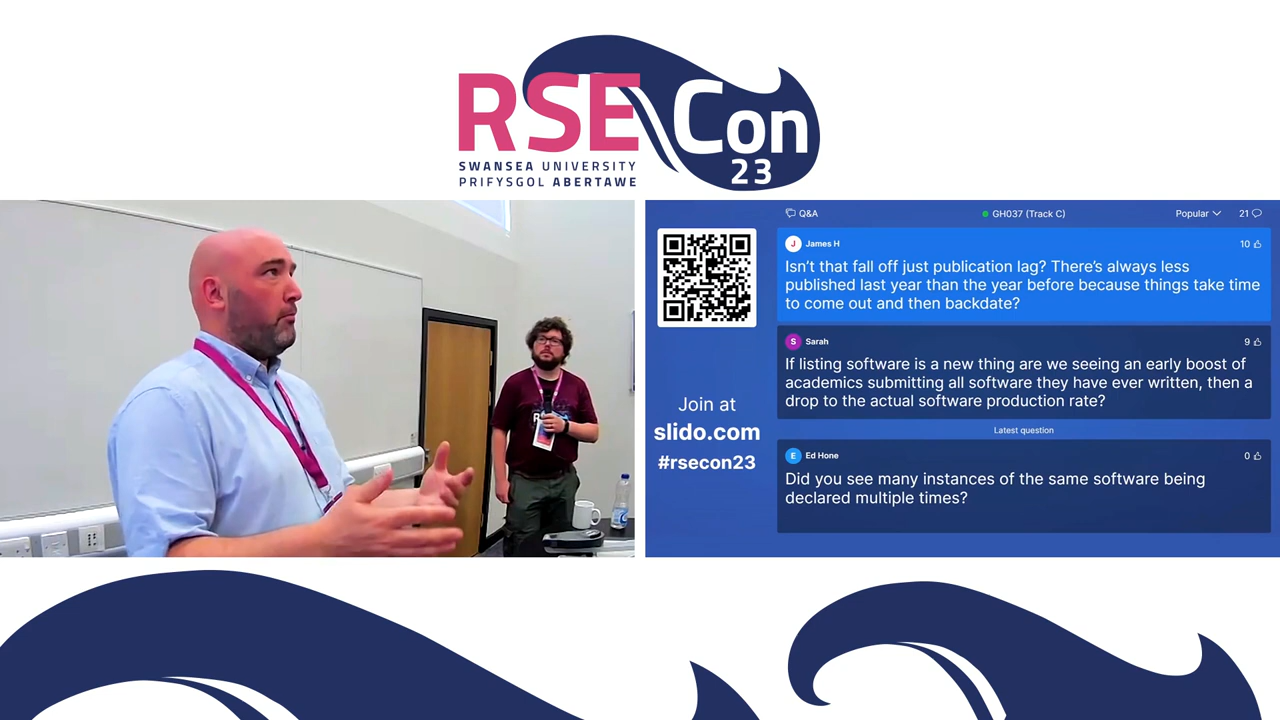 RSE Con
SWANSEA UNIVERSITY
PRIFYSGOL ABERTAWE
23
Q&A
GH037 (Track C)
Popular
21
J James H
10
Isn't that fall off just publication lag? There's always less
published last year than the year before because things take time
to come out and then backdate?
S Sarah
9
If listing software is a new thing are we seeing an early boost of
academics submitting all software they have ever written, then a
drop to the actual software production rate?
Join at
slido.com
#rsecon23
Latest question
E Ed Hone
0
Did you see many instances of the same software being
declared multiple times?